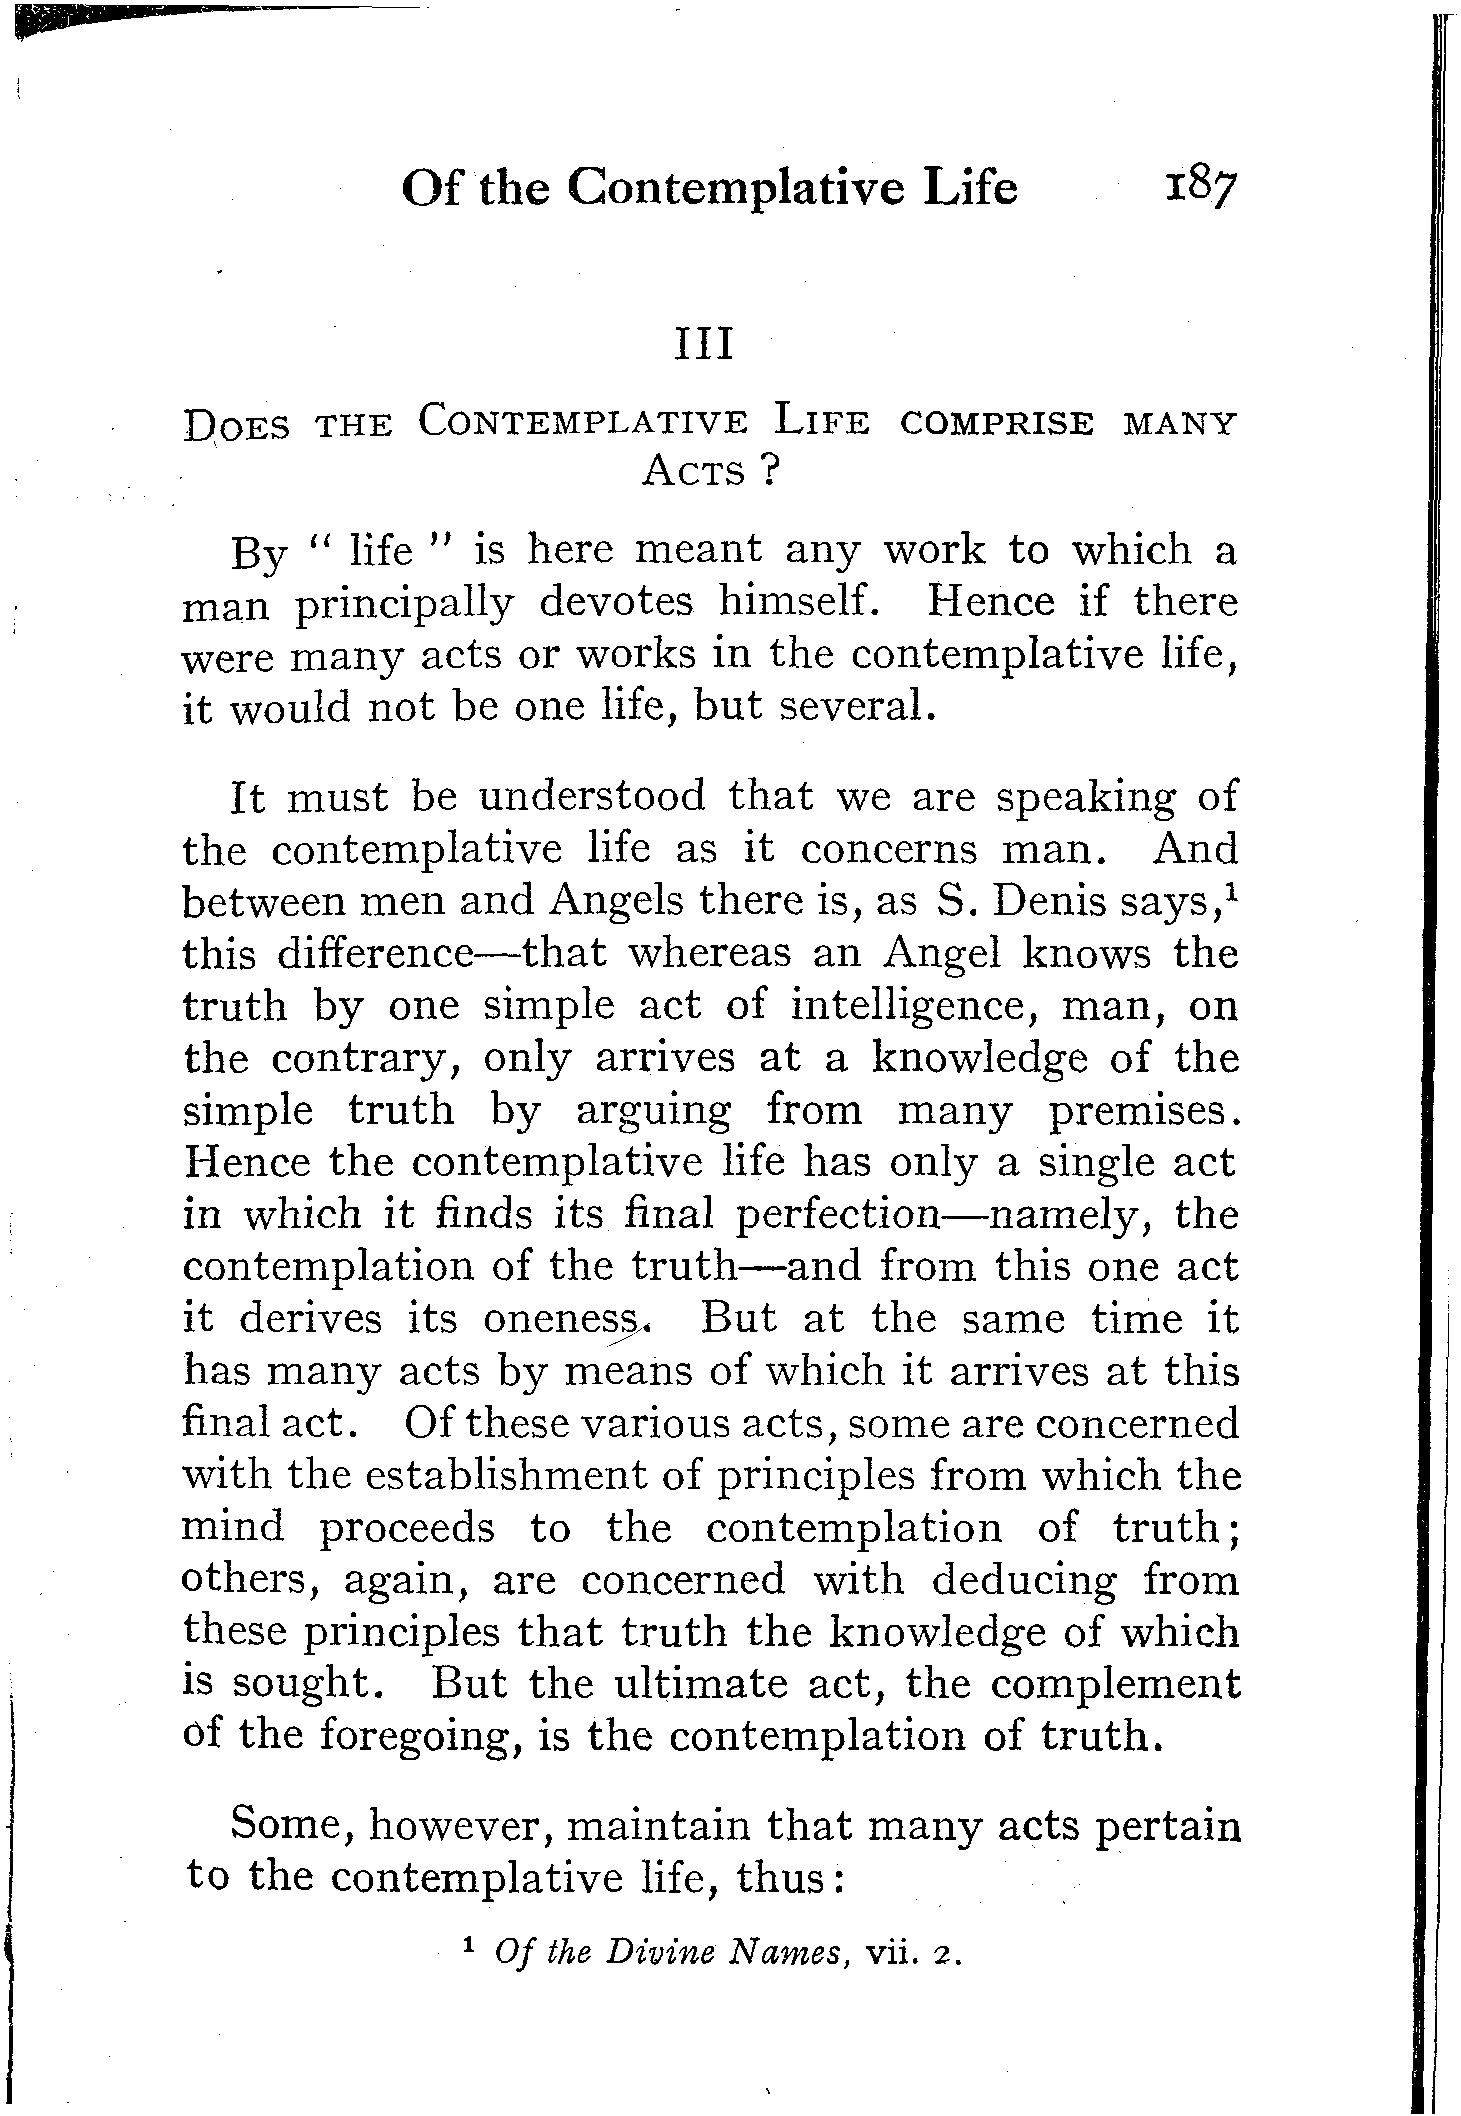 Of the Contemplative Life 187
III
Does the Contemplative Life comprise many
Acts ?
By “ life ” is here meant any work to which a
man principally devotes himself. Hence if there
were many acts or works in the contemplative life,
it would not be one life, but several.
It must be understood that we are speaking of
the contemplative life as it concerns man. And
between men and Angels there is, as S. Denis says,¹
this difference—that whereas an Angel knows the
truth by one simple act of intelligence, man, on
the contrary, only arrives at a knowledge of the
simple truth by arguing from many premises.
Hence the contemplative life has only a single act
in which it finds its final perfection—namely, the
contemplation of the truth—and from this one act
it derives its oneness. But at the same time it
has many acts by means of which it arrives at this
final act. Of these various acts, some are concerned
with the establishment of principles from which the
mind proceeds to the contemplation of truth;
others, again, are concerned with deducing from
these principles that truth the knowledge of which
is sought. But the ultimate act, the complement
of the foregoing, is the contemplation of truth.
Some, however, maintain that many acts pertain
to the contemplative life, thus:
¹ Of the Divine Names, vii. 2.